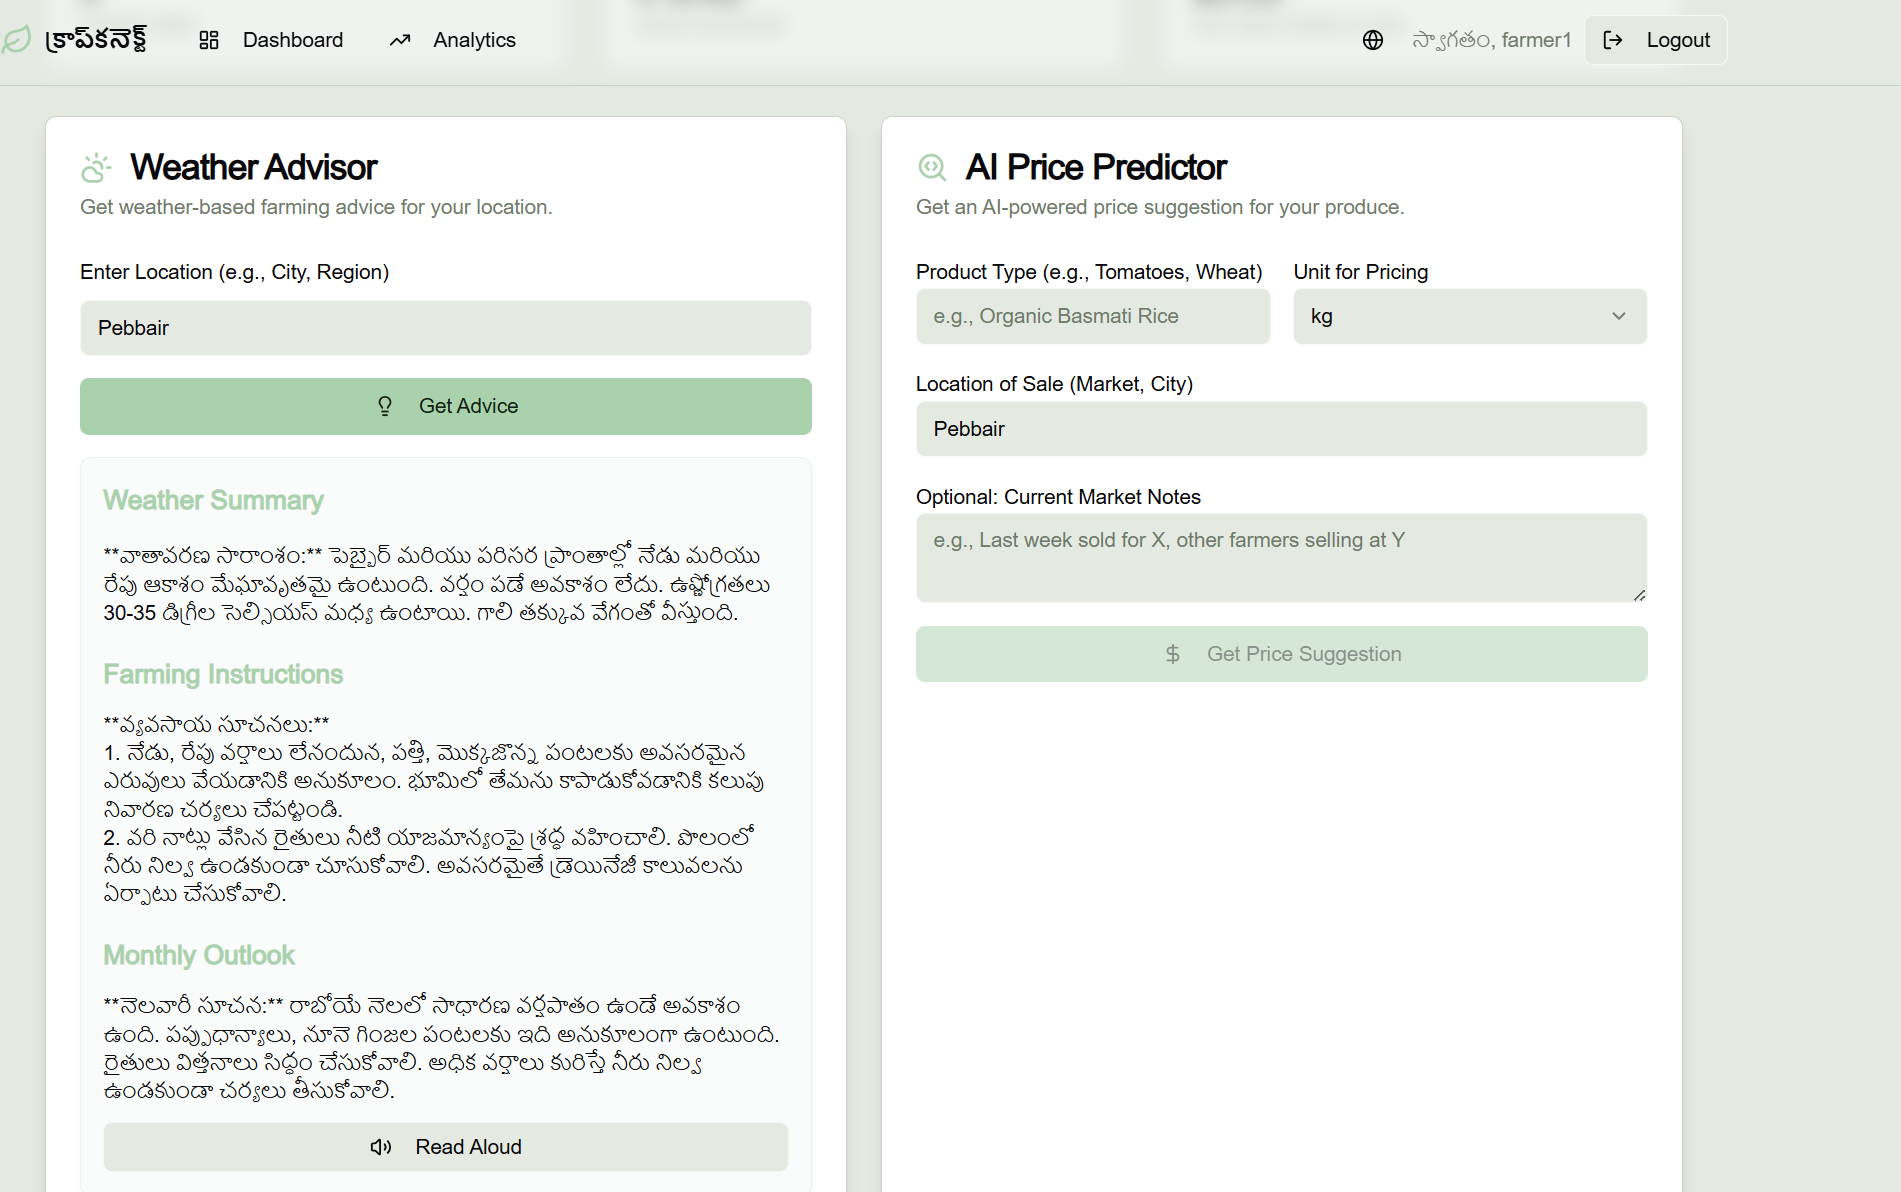 క్రాప్‌కనెక్ట్
Dashboard
Analytics
స్వాగతం, farmer1
Logout
Weather Advisor
Get weather-based farming advice for your location.
Enter Location (e.g., City, Region)
Pebbair
Get Advice
Weather Summary
**వాతావరణ సారాంశం:** పెబ్బైర్ మరియు పరిసర ప్రాంతాల్లో నేడు మరియు
రేపు ఆకాశం మేఘావృతమై ఉంటుంది. వర్షం పడే అవకాశం లేదు. ఉష్ణోగ్రతలు
30-35 డిగ్రీల సెల్సియస్ మధ్య ఉంటాయి. గాలి తక్కువ వేగంతో వీస్తుంది.
Farming Instructions
**వ్యవసాయ సూచనలు:**
1. నేడు, రేపు వర్షాలు లేనందున, పత్తి, మొక్కజొన్న పంటలకు అవసరమైన
ఎరువులు వేయడానికి అనుకూలం. భూమిలో తేమను కాపాడుకోవడానికి కలుపు
నివారణ చర్యలు చేపట్టండి.
2. వరి నాట్లు వేసిన రైతులు నీటి యాజమాన్యంపై శ్రద్ధ వహించాలి. పొలంలో
నీరు నిల్వ ఉండకుండా చూసుకోవాలి. అవసరమైతే డ్రెయినేజీ కాలువలను
ఏర్పాటు చేసుకోవాలి.
Monthly Outlook
**నెలవారీ సూచన:** రాబోయే నెలలో సాధారణ వర్షపాతం ఉండే అవకాశం
ఉంది. పప్పుధాన్యాలు, నూనె గింజల పంటలకు ఇది అనుకూలంగా ఉంటుంది.
రైతులు విత్తనాలు సిద్ధం చేసుకోవాలి. అధిక వర్షాలు కురిస్తే నీరు నిల్వ
ఉండకుండా చర్యలు తీసుకోవాలి.
Read Aloud
AI Price Predictor
Get an AI-powered price suggestion for your produce.
Product Type (e.g., Tomatoes, Wheat)
Unit for Pricing
e.g., Organic Basmati Rice
kg
Location of Sale (Market, City)
Pebbair
Optional: Current Market Notes
e.g., Last week sold for X, other farmers selling at Y
Get Price Suggestion